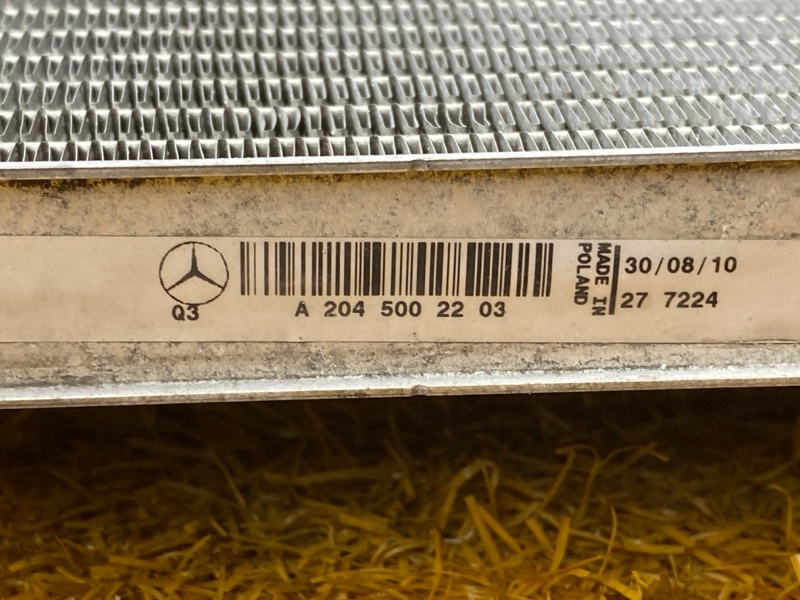 Q3
A 204 500 22 03
MADE IN
POLAND
30/08/10
27 7224